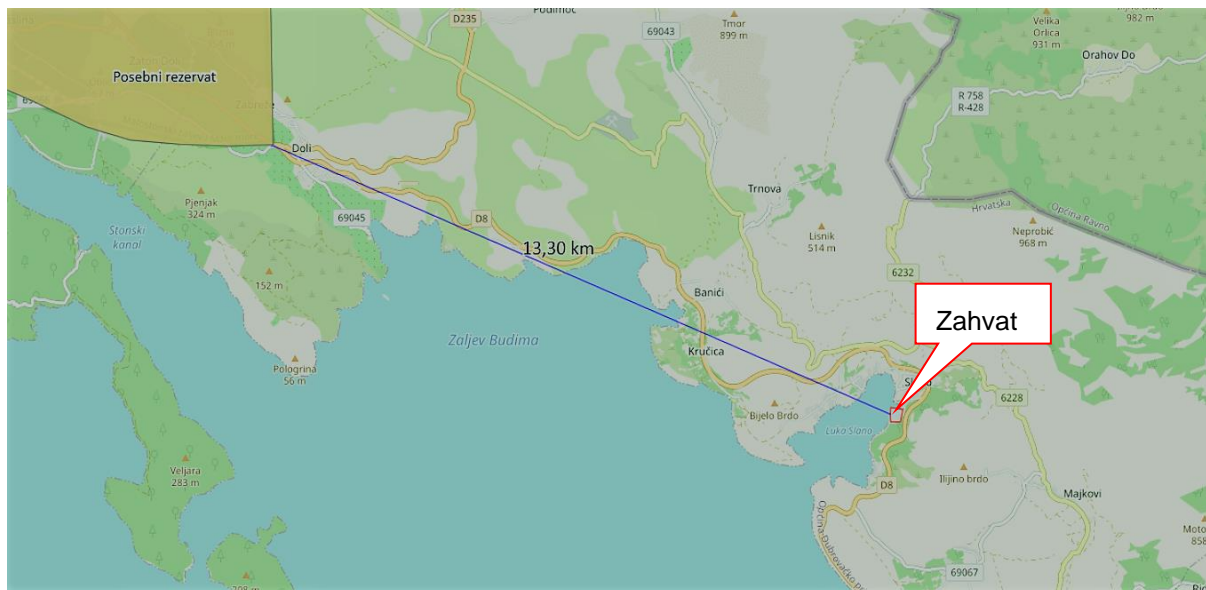 Podimoč
D235
69043
Tmor
899 m
Velika
Orlica
931 m
982 m
Orahov Do
Posebni rezervat
R 758
R-428
Doli
Trnova
Pjenjak
324 m
69045
Stonski
kanal
D8
Hrvatska
Općina Ravno
Lisnik
514 m
Neprobić
968 m
13,30 km
6232
152 m
Banići
Zahvat
Zaljev Budima
Kručica
Pologrina
56 m
6228
Bijelo Brdo
Luka Slano
Veljara
283 m
D8
Ilijino brdo
Majkovi
69067